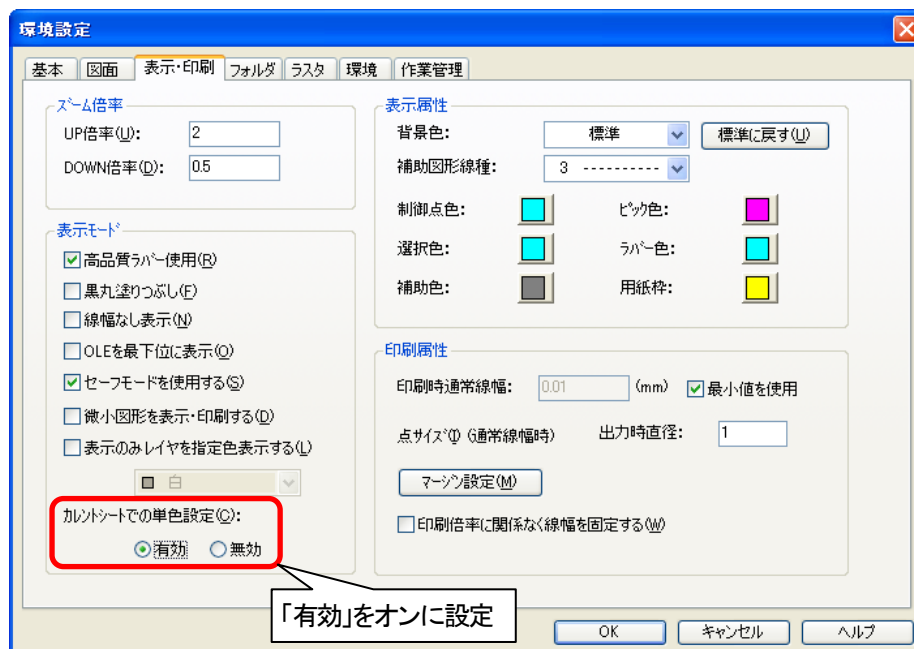 環境設定
基本 図面 表示・印刷 フォルダ ラスタ 環境 作業管理
ズーム倍率
UP倍率(U): 2
DOWN倍率(D): 0.5
表示モード
高品質ラバー使用(R)
黒丸塗りつぶし(F)
線幅なし表示(N)
OLEを最下位に表示(O)
セーフモードを使用する(S)
微小図形を表示・印刷する(D)
表示のみレイヤを指定色表示する(L)
白
カレントシートでの単色設定(C):
有効 無効
表示属性
背景色: 標準 標準に戻す(U)
補助図形線種: 3 ----------
制御点色: ピック色:
選択色: ラバー色:
補助色: 用紙枠:
印刷属性
印刷時通常線幅: 0.01 (mm) 最小値を使用
点サイズ(I) (通常線幅時) 出力時直径: 1
マージン設定(M)
印刷倍率に関係なく線幅を固定する(W)
「有効」をオンに設定
OK キャンセル ヘルプ